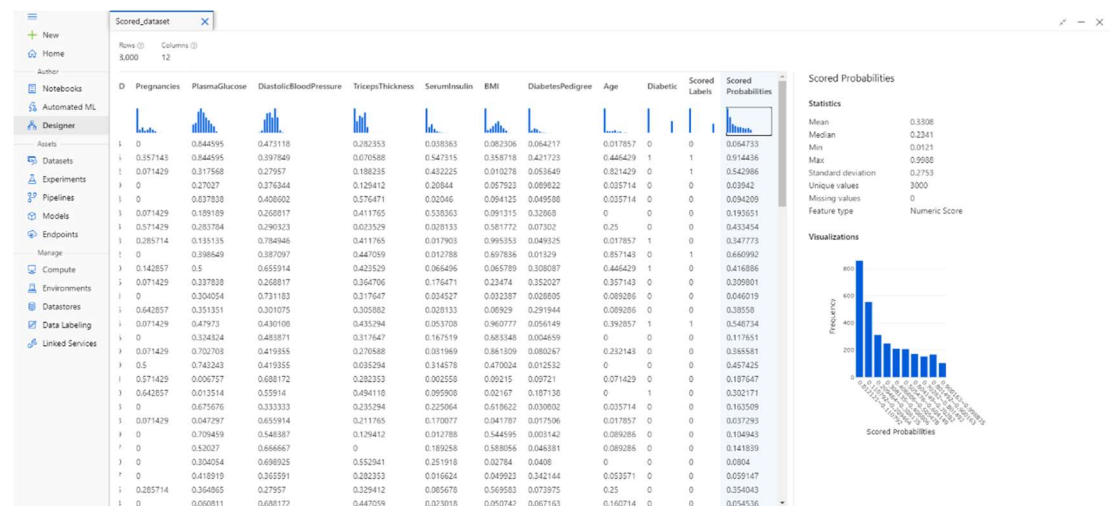 Scored_dataset
New
Home
Author
Notebooks
Automated ML
Designer
Assets
Datasets
Experiments
Pipelines
Models
Endpoints
Manage
Compute
Environments
Datastores
Data Labeling
Linked Services
Rows Columns
3,000 12
D Pregnancies PlasmaGlucose DiastolicBloodPressure TricepsThickness SerumInsulin BMI DiabetesPedigree Age Diabetic Scored Labels Scored Probabilities
0 0.844595 0.473118 0.282353 0.038363 0.082306 0.064217 0.017857 0 0 0.064733
0.357143 0.844595 0.397849 0.070588 0.547315 0.358718 0.421723 0.446429 1 1 0.914436
0.071429 0.317568 0.27957 0.188235 0.432225 0.010278 0.053649 0.821429 0 1 0.542986
0 0.27027 0.376344 0.129412 0.20844 0.057923 0.089822 0.035714 0 0 0.03942
0 0.837838 0.408602 0.576471 0.02046 0.094125 0.049588 0.035714 0 0 0.094209
0.071429 0.189189 0.268817 0.411765 0.538363 0.091315 0.32868 0 0 0 0.193651
0.571429 0.283784 0.290323 0.023529 0.028133 0.581772 0.07302 0.25 0 0 0.433454
0.285714 0.135135 0.784946 0.411765 0.017903 0.995353 0.049325 0.017857 1 0 0.347773
0 0.398649 0.387097 0.447059 0.012788 0.697836 0.01329 0.857143 0 1 0.660992
0.142857 0.5 0.655914 0.423529 0.066496 0.065789 0.308087 0.446429 1 0 0.416886
0.071429 0.337838 0.268817 0.364706 0.176471 0.23474 0.352027 0.357143 0 0 0.309801
0 0.304054 0.731183 0.317647 0.034527 0.032387 0.028805 0.089286 0 0 0.046019
0.642857 0.351351 0.301075 0.305882 0.028133 0.08929 0.291944 0.089286 0 0 0.38558
0.071429 0.47973 0.430108 0.435294 0.053708 0.960777 0.056149 0.392857 1 1 0.548734
0 0.324324 0.483871 0.317647 0.167519 0.683348 0.004659 0 0 0 0.117651
0.071429 0.702703 0.419355 0.270588 0.031969 0.861309 0.080267 0.232143 0 0 0.365581
0.5 0.743243 0.419355 0.035294 0.314578 0.470024 0.012532 0 0 0 0.457425
0.571429 0.006757 0.688172 0.282353 0.002558 0.09215 0.09721 0.071429 0 0 0.187647
0.642857 0.013514 0.55914 0.494118 0.095908 0.02167 0.187138 0 1 0 0.302171
0 0.675676 0.333333 0.235294 0.225064 0.618622 0.030802 0.035714 0 0 0.163509
0.071429 0.047297 0.655914 0.211765 0.170077 0.041787 0.017506 0.017857 0 0 0.037293
0 0.709459 0.548387 0.129412 0.012788 0.544595 0.003142 0.089286 0 0 0.104943
0 0.52027 0.666667 0 0.189258 0.588056 0.046381 0.089286 0 0 0.141839
0 0.304054 0.698925 0.552941 0.251918 0.02784 0.0408 0 0 0 0.0804
0 0.418919 0.365591 0.282353 0.016624 0.049923 0.342144 0.053571 0 0 0.059147
0.285714 0.364865 0.27957 0.329412 0.085678 0.569583 0.073975 0.25 0 0 0.354043
0 0.060811 0.688172 0.447059 0.023018 0.050742 0.067163 0.160714 0 0 0.054536
Scored Probabilities
Statistics
Mean 0.3308
Median 0.2341
Min 0.0121
Max 0.9988
Standard deviation 0.2753
Unique values 3000
Missing values 0
Feature type Numeric Score
Visualizations
800
600
400
200
Frequency
Scored Probabilities